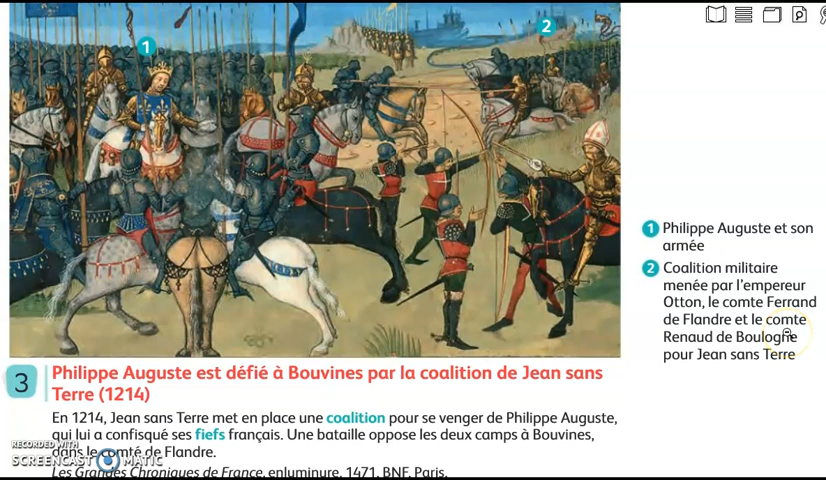 1
2
1 Philippe Auguste et son
armée
2 Coalition militaire
menée par l'empereur
Otton, le comte Ferrand
de Flandre et le comte
Renaud de Boulogne
pour Jean sans Terre
3 Philippe Auguste est défié à Bouvines par la coalition de Jean sans
Terre (1214)
En 1214, Jean sans Terre met en place une coalition pour se venger de Philippe Auguste,
qui lui a confisqué ses fiefs français. Une bataille oppose les deux camps à Bouvines,
dans le comté de Flandre.
Les Grandes Chroniques de France, enluminure, 1471, BNF, Paris.
RECORDED WITH
SCREENCAST MATIC